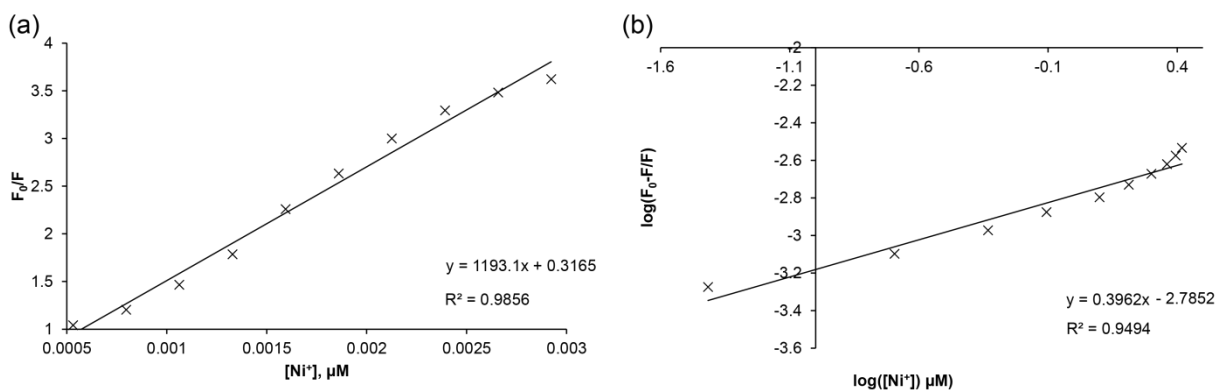 (a)
4
3.5
3
2.5
2
1.5
1
F₀/F
0.0005
0.001
0.0015
0.002
0.0025
0.003
[Ni⁺], µM
y = 1193.1x + 0.3165
R² = 0.9856
(b)
-1.6
-1.1
-0.6
-0.1
0.4
-2
-2.2
-2.4
-2.6
-2.8
-3
-3.2
-3.4
-3.6
log(F₀-F/F)
y = 0.3962x - 2.7852
R² = 0.9494
log([Ni⁺]) µM)